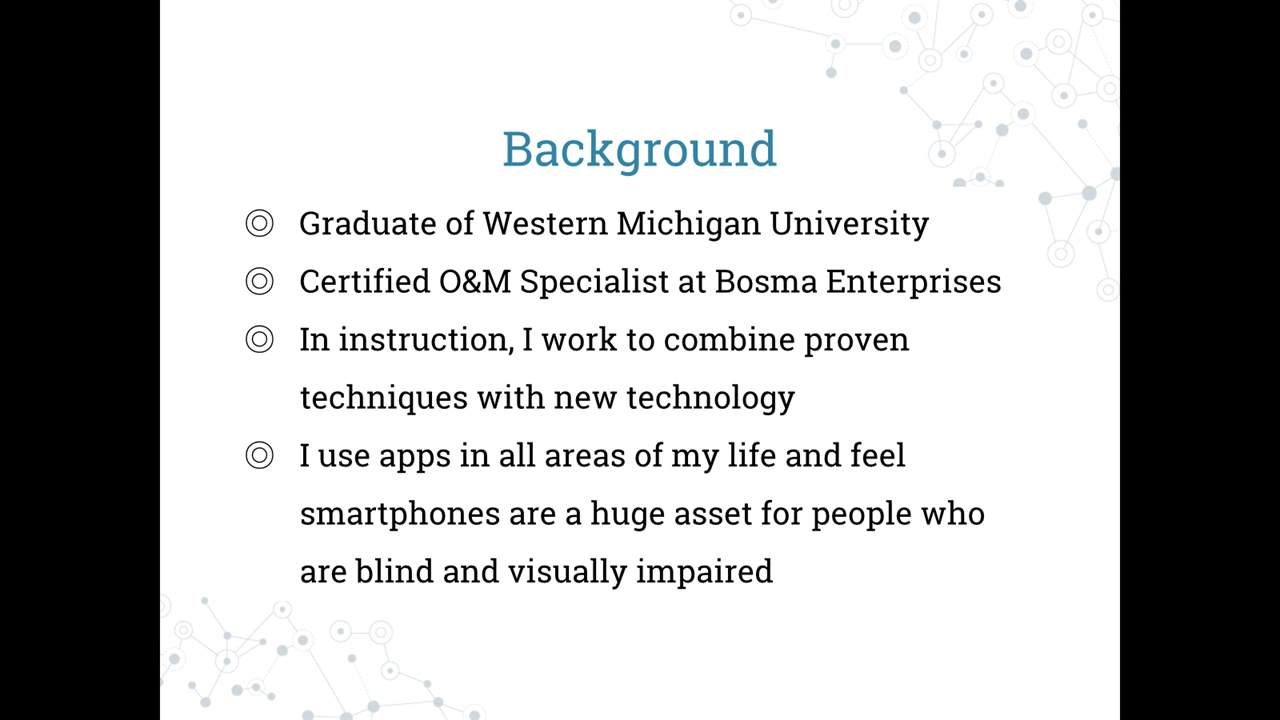 Background
Graduate of Western Michigan University
Certified O&M Specialist at Bosma Enterprises
In instruction, I work to combine proven
techniques with new technology
I use apps in all areas of my life and feel
smartphones are a huge asset for people who
are blind and visually impaired